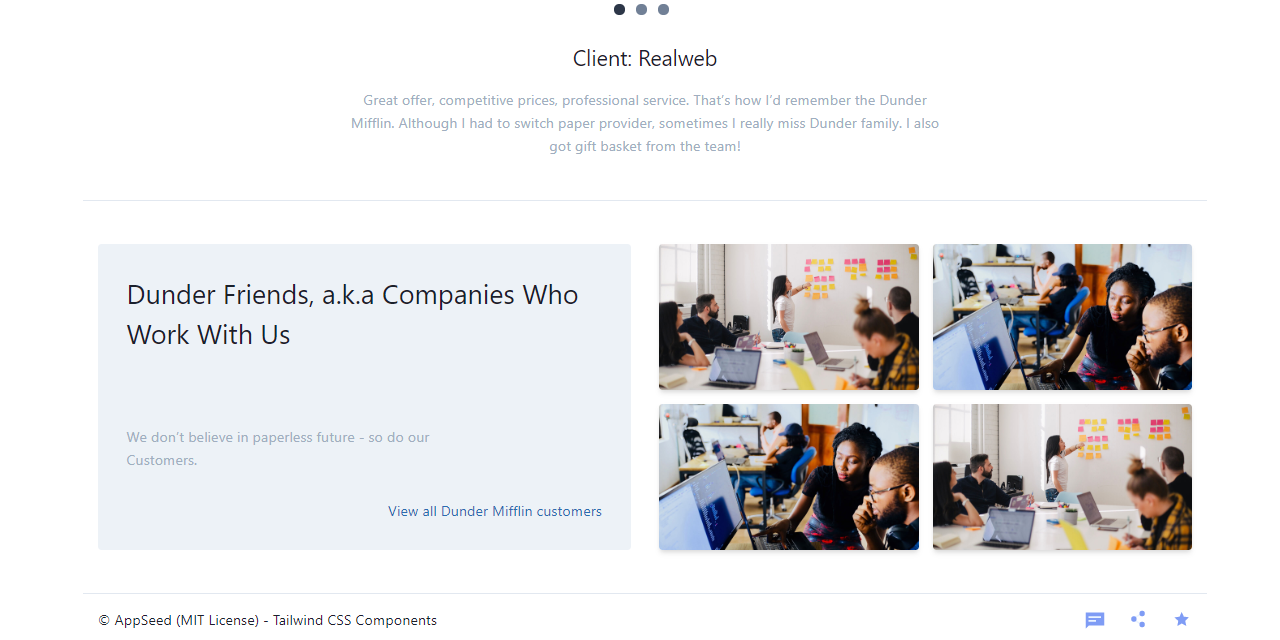 Client: Realweb
Great offer, competitive prices, professional service. That's how I'd remember the Dunder
Mifflin. Although I had to switch paper provider, sometimes I really miss Dunder family. I also
got gift basket from the team!
Dunder Friends, a.k.a Companies Who
Work With Us
We don't believe in paperless future - so do our
Customers.
View all Dunder Mifflin customers
© AppSeed (MIT License) - Tailwind CSS Components